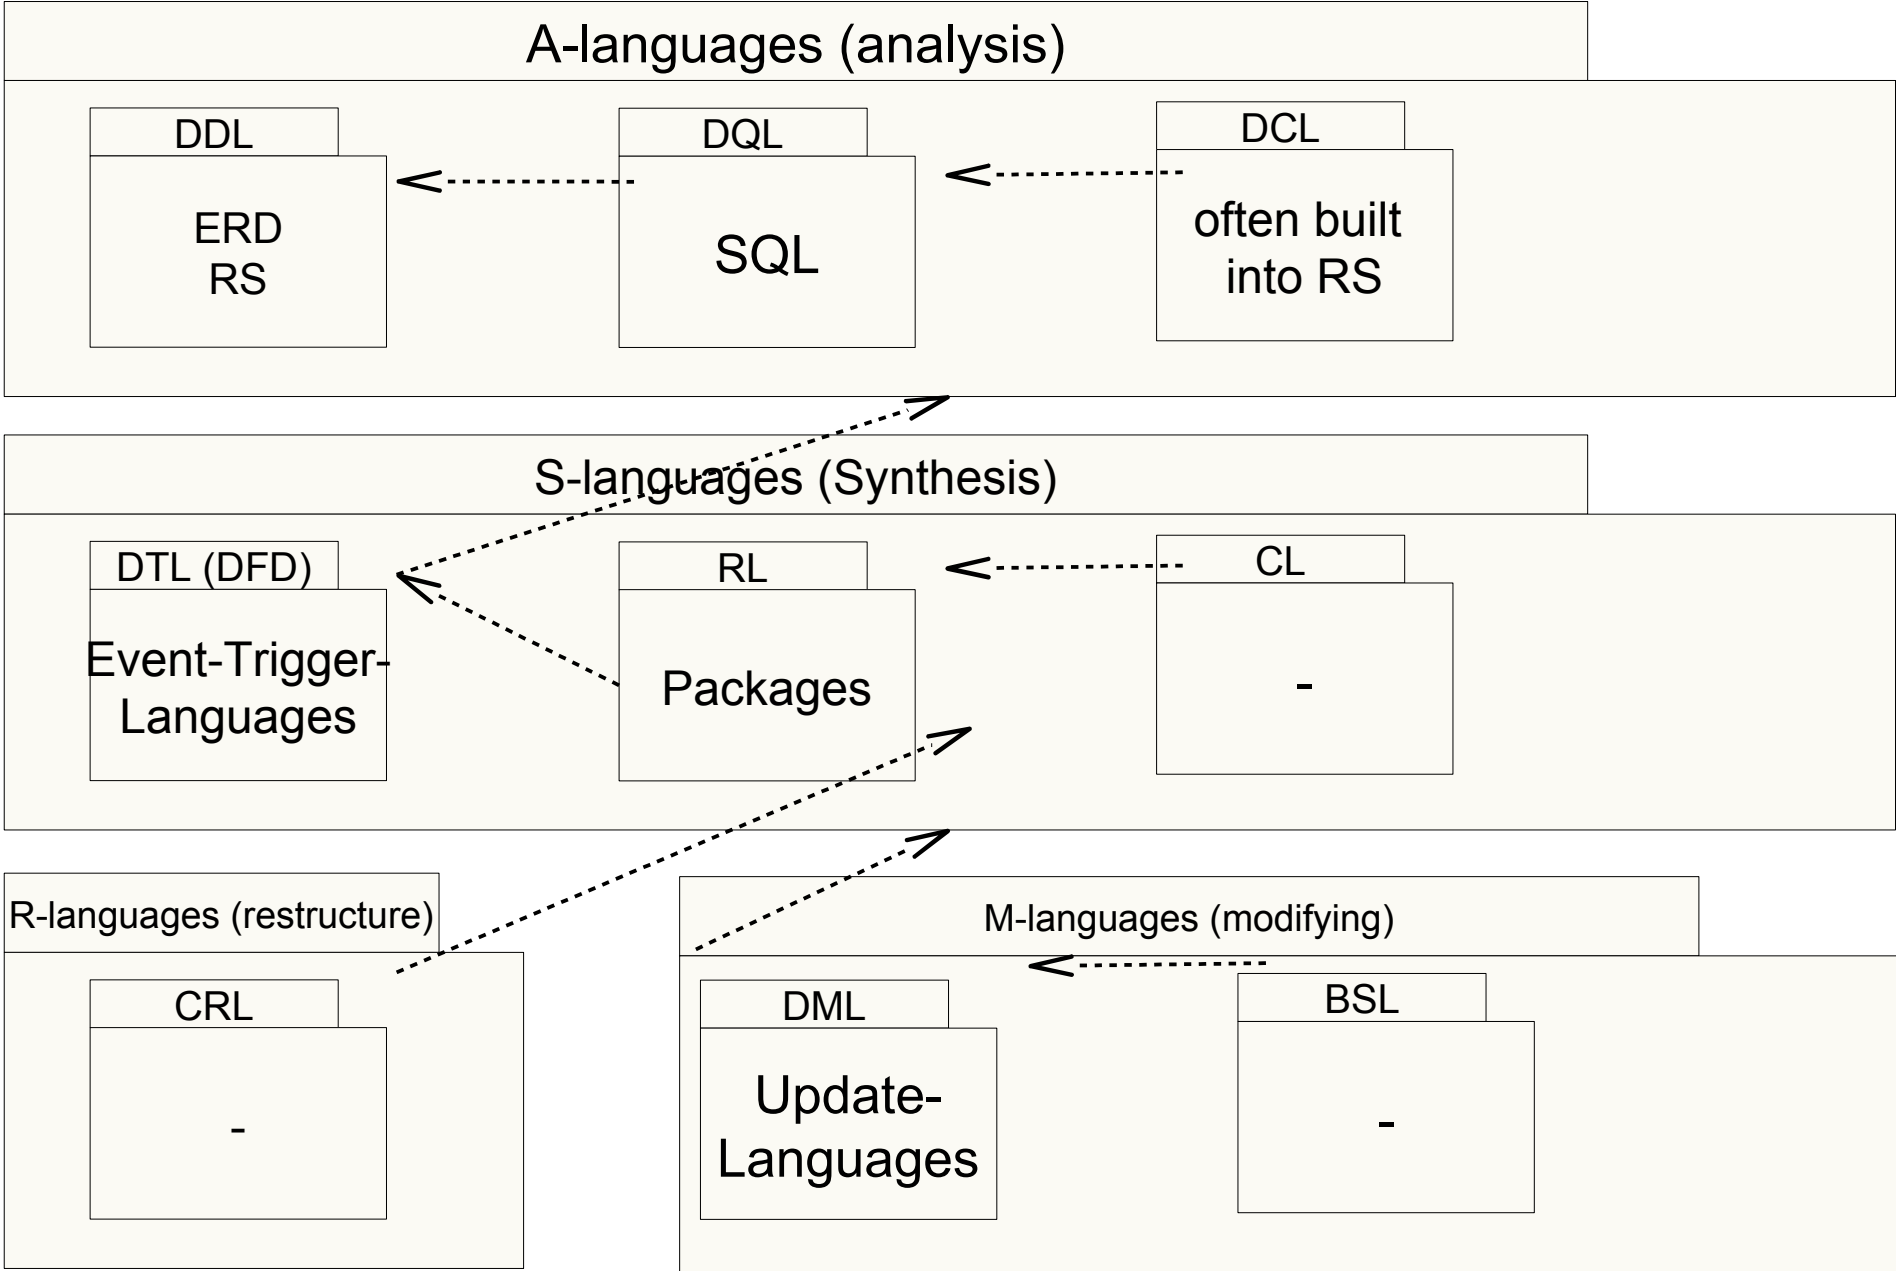 A-languages (analysis)
DDL
ERD
RS
DQL
SQL
DCL
often built
into RS
S-languages (Synthesis)
DTL (DFD)
Event-Trigger-
Languages
RL
Packages
CL
-
R-languages (restructure)
CRL
-
M-languages (modifying)
DML
Update-
Languages
BSL
-